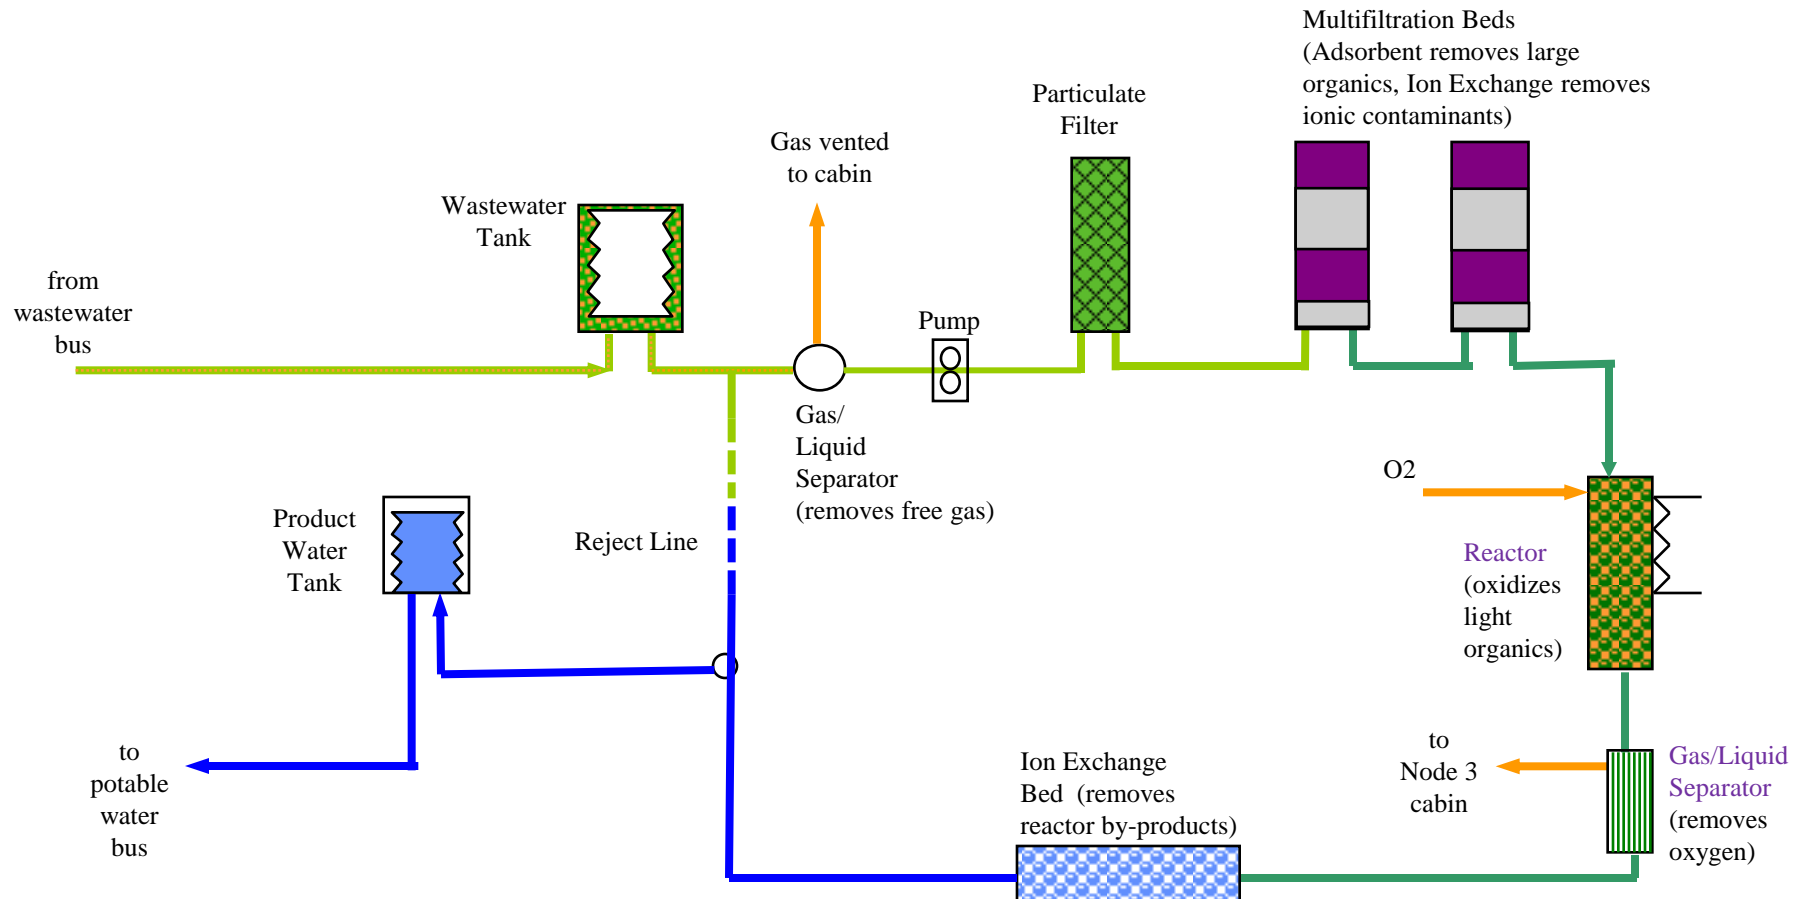 Multifiltration Beds
(Adsorbent removes large
organics, Ion Exchange removes
ionic contaminants)
Particulate
Filter
Gas vented
to cabin
Wastewater
Tank
from
wastewater
bus
Pump
Gas/
Liquid
Separator
(removes free gas)
O2
Product
Water
Tank
Reject Line
Reactor
(oxidizes
light
organics)
to
potable
water
bus
Ion Exchange
Bed (removes
reactor by-products)
to
Node 3
cabin
Gas/Liquid
Separator
(removes
oxygen)